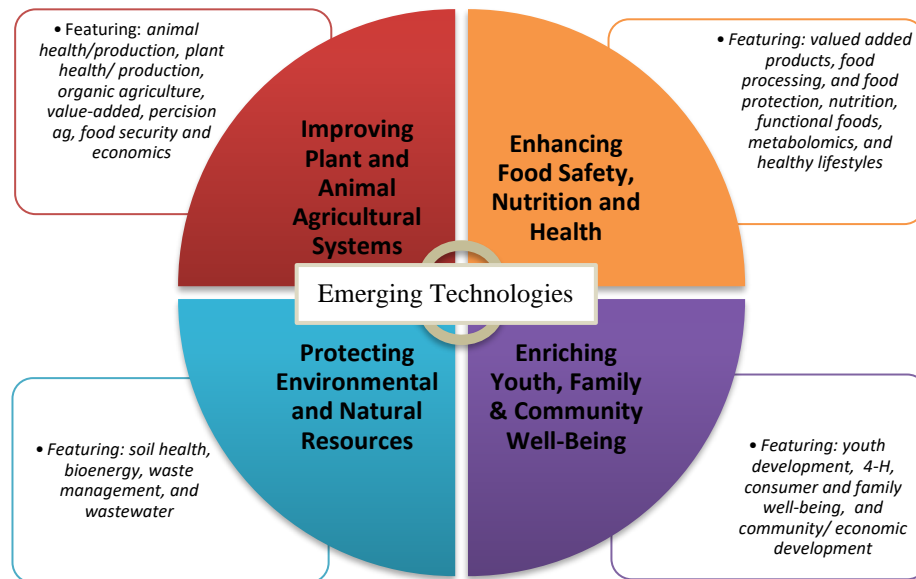 • Featuring: animal
health/production, plant
health/ production,
organic agriculture,
value-added, percision
ag, food security and
economics
• Featuring: valued added
products, food
processing, and food
protection, nutrition,
functional foods,
metabolomics, and
healthy lifestyles
Improving
Plant and
Animal
Agricultural
Systems
Enhancing
Food Safety,
Nutrition and
Health
Emerging Technologies
Protecting
Environmental
and Natural
Resources
Enriching
Youth, Family
& Community
Well-Being
• Featuring: soil health,
bioenergy, waste
management, and
wastewater
• Featuring: youth
development, 4-H,
consumer and family
well-being, and
community/ economic
development